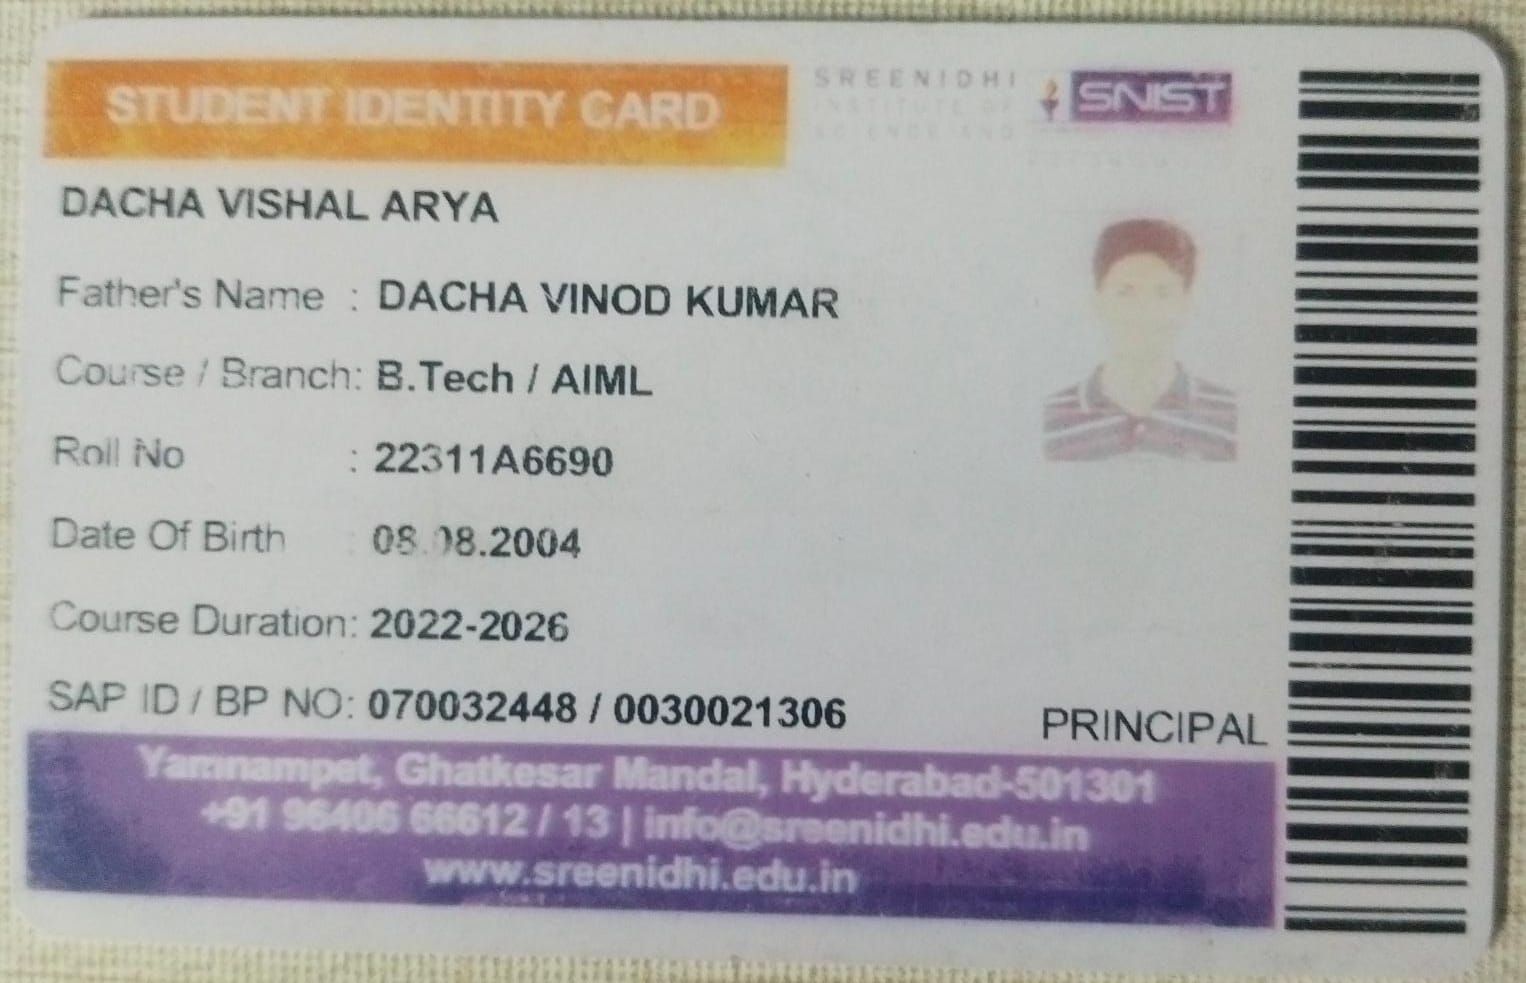 STUDENT IDENTITY CARD
SREENIDHI
INSTITUTE OF
SCIENCE AND
SNIST
DACHA VISHAL ARYA
Father's Name : DACHA VINOD KUMAR
Course / Branch: B.Tech / AIML
Roll No : 22311A6690
Date Of Birth : 08.08.2004
Course Duration: 2022-2026
SAP ID / BP NO: 070032448 / 0030021306
PRINCIPAL
Yamnampet, Ghatkesar Mandal, Hyderabad-501301
+91 96406 66612 / 13 | info@sreenidhi.edu.in
www.sreenidhi.edu.in